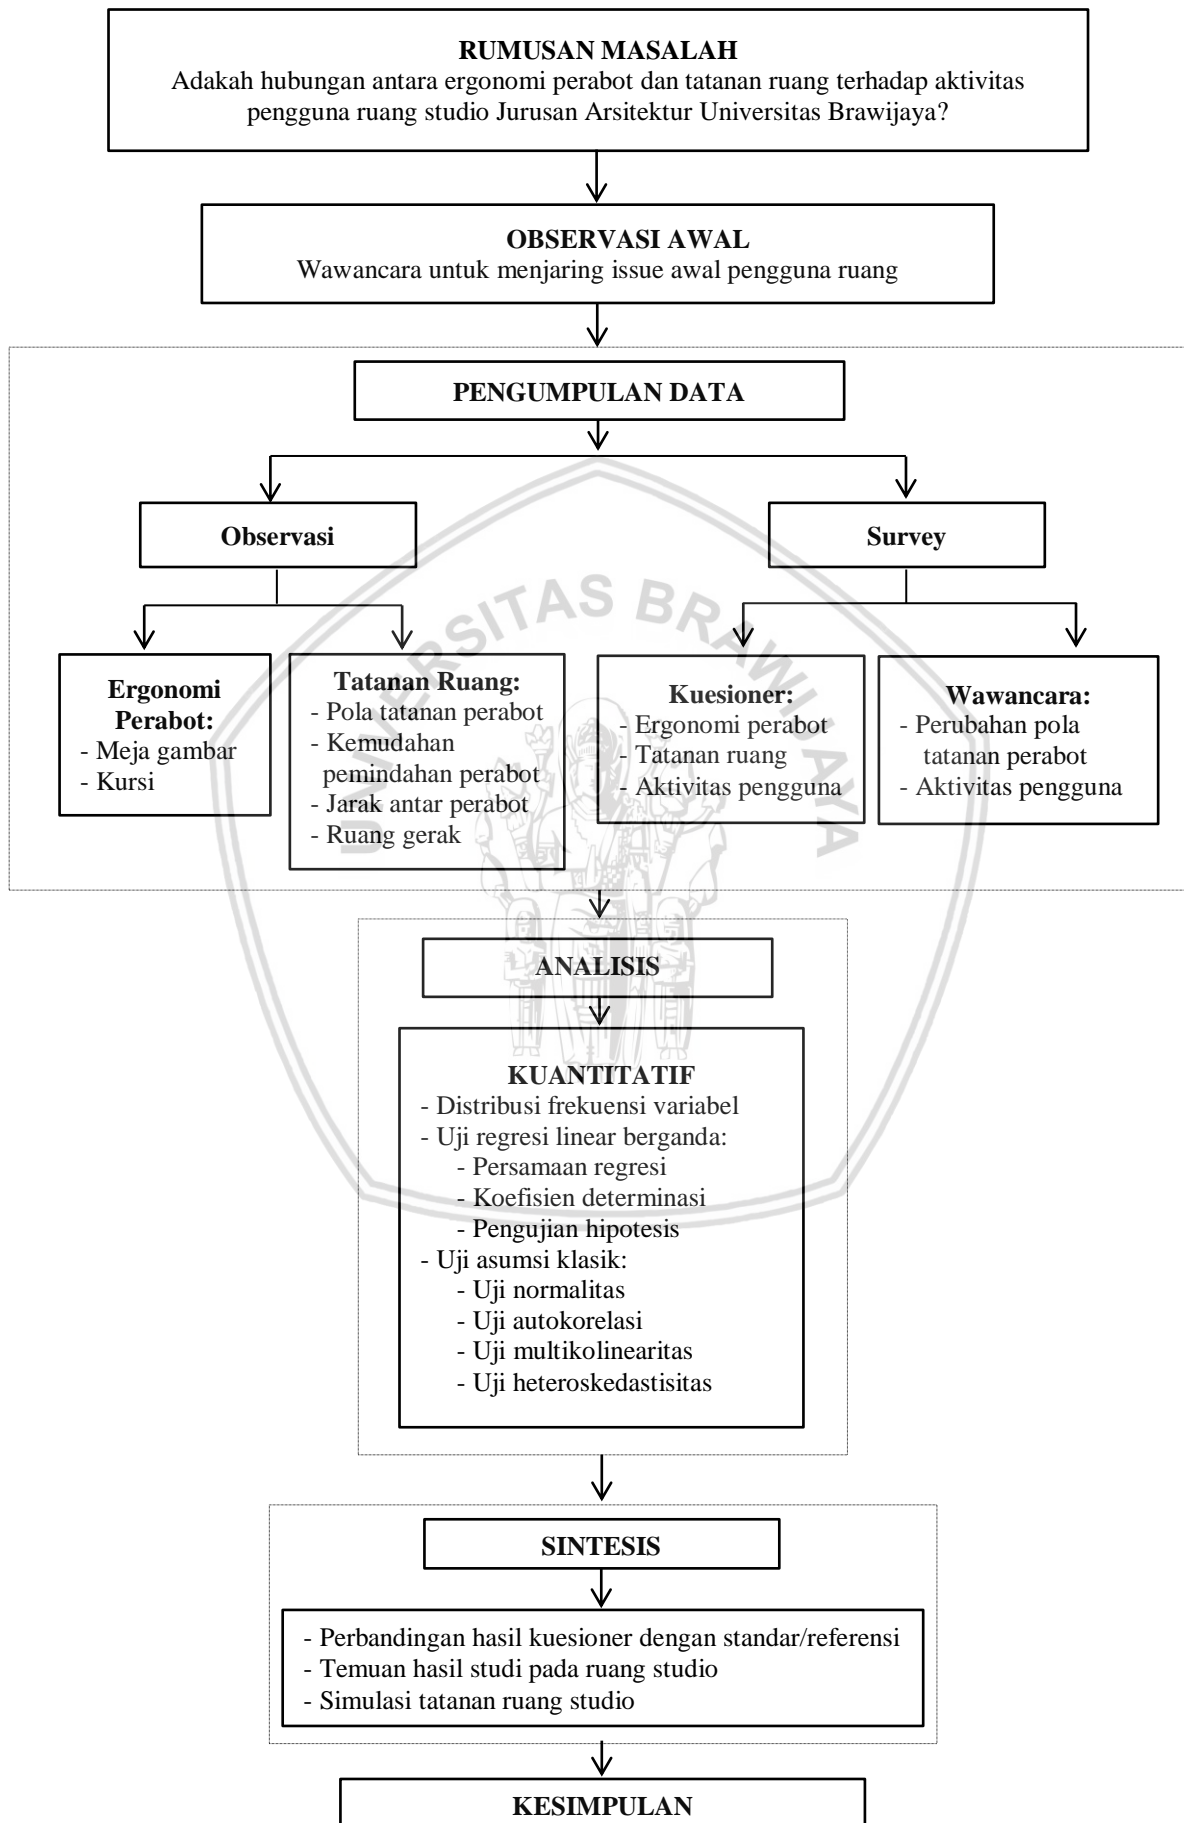 RUMUSAN MASALAH
Adakah hubungan antara ergonomi perabot dan tatanan ruang terhadap aktivitas
pengguna ruang studio Jurusan Arsitektur Universitas Brawijaya?
OBSERVASI AWAL
Wawancara untuk menjaring issue awal pengguna ruang
PENGUMPULAN DATA
Observasi
Survey
Ergonomi
Perabot:
- Meja gambar
- Kursi
Tatanan Ruang:
- Pola tatanan perabot
- Kemudahan
pemindahan perabot
- Jarak antar perabot
- Ruang gerak
Kuesioner:
- Ergonomi perabot
- Tatanan ruang
- Aktivitas pengguna
Wawancara:
- Perubahan pola
tatanan perabot
- Aktivitas pengguna
UNIVERSITAS BRAWIJAYA
ANALISIS
KUANTITATIF
- Distribusi frekuensi variabel
- Uji regresi linear berganda:
- Persamaan regresi
- Koefisien determinasi
- Pengujian hipotesis
- Uji asumsi klasik:
- Uji normalitas
- Uji autokorelasi
- Uji multikolinearitas
- Uji heteroskedastisitas
SINTESIS
- Perbandingan hasil kuesioner dengan standar/referensi
- Temuan hasil studi pada ruang studio
- Simulasi tatanan ruang studio
KESIMPULAN